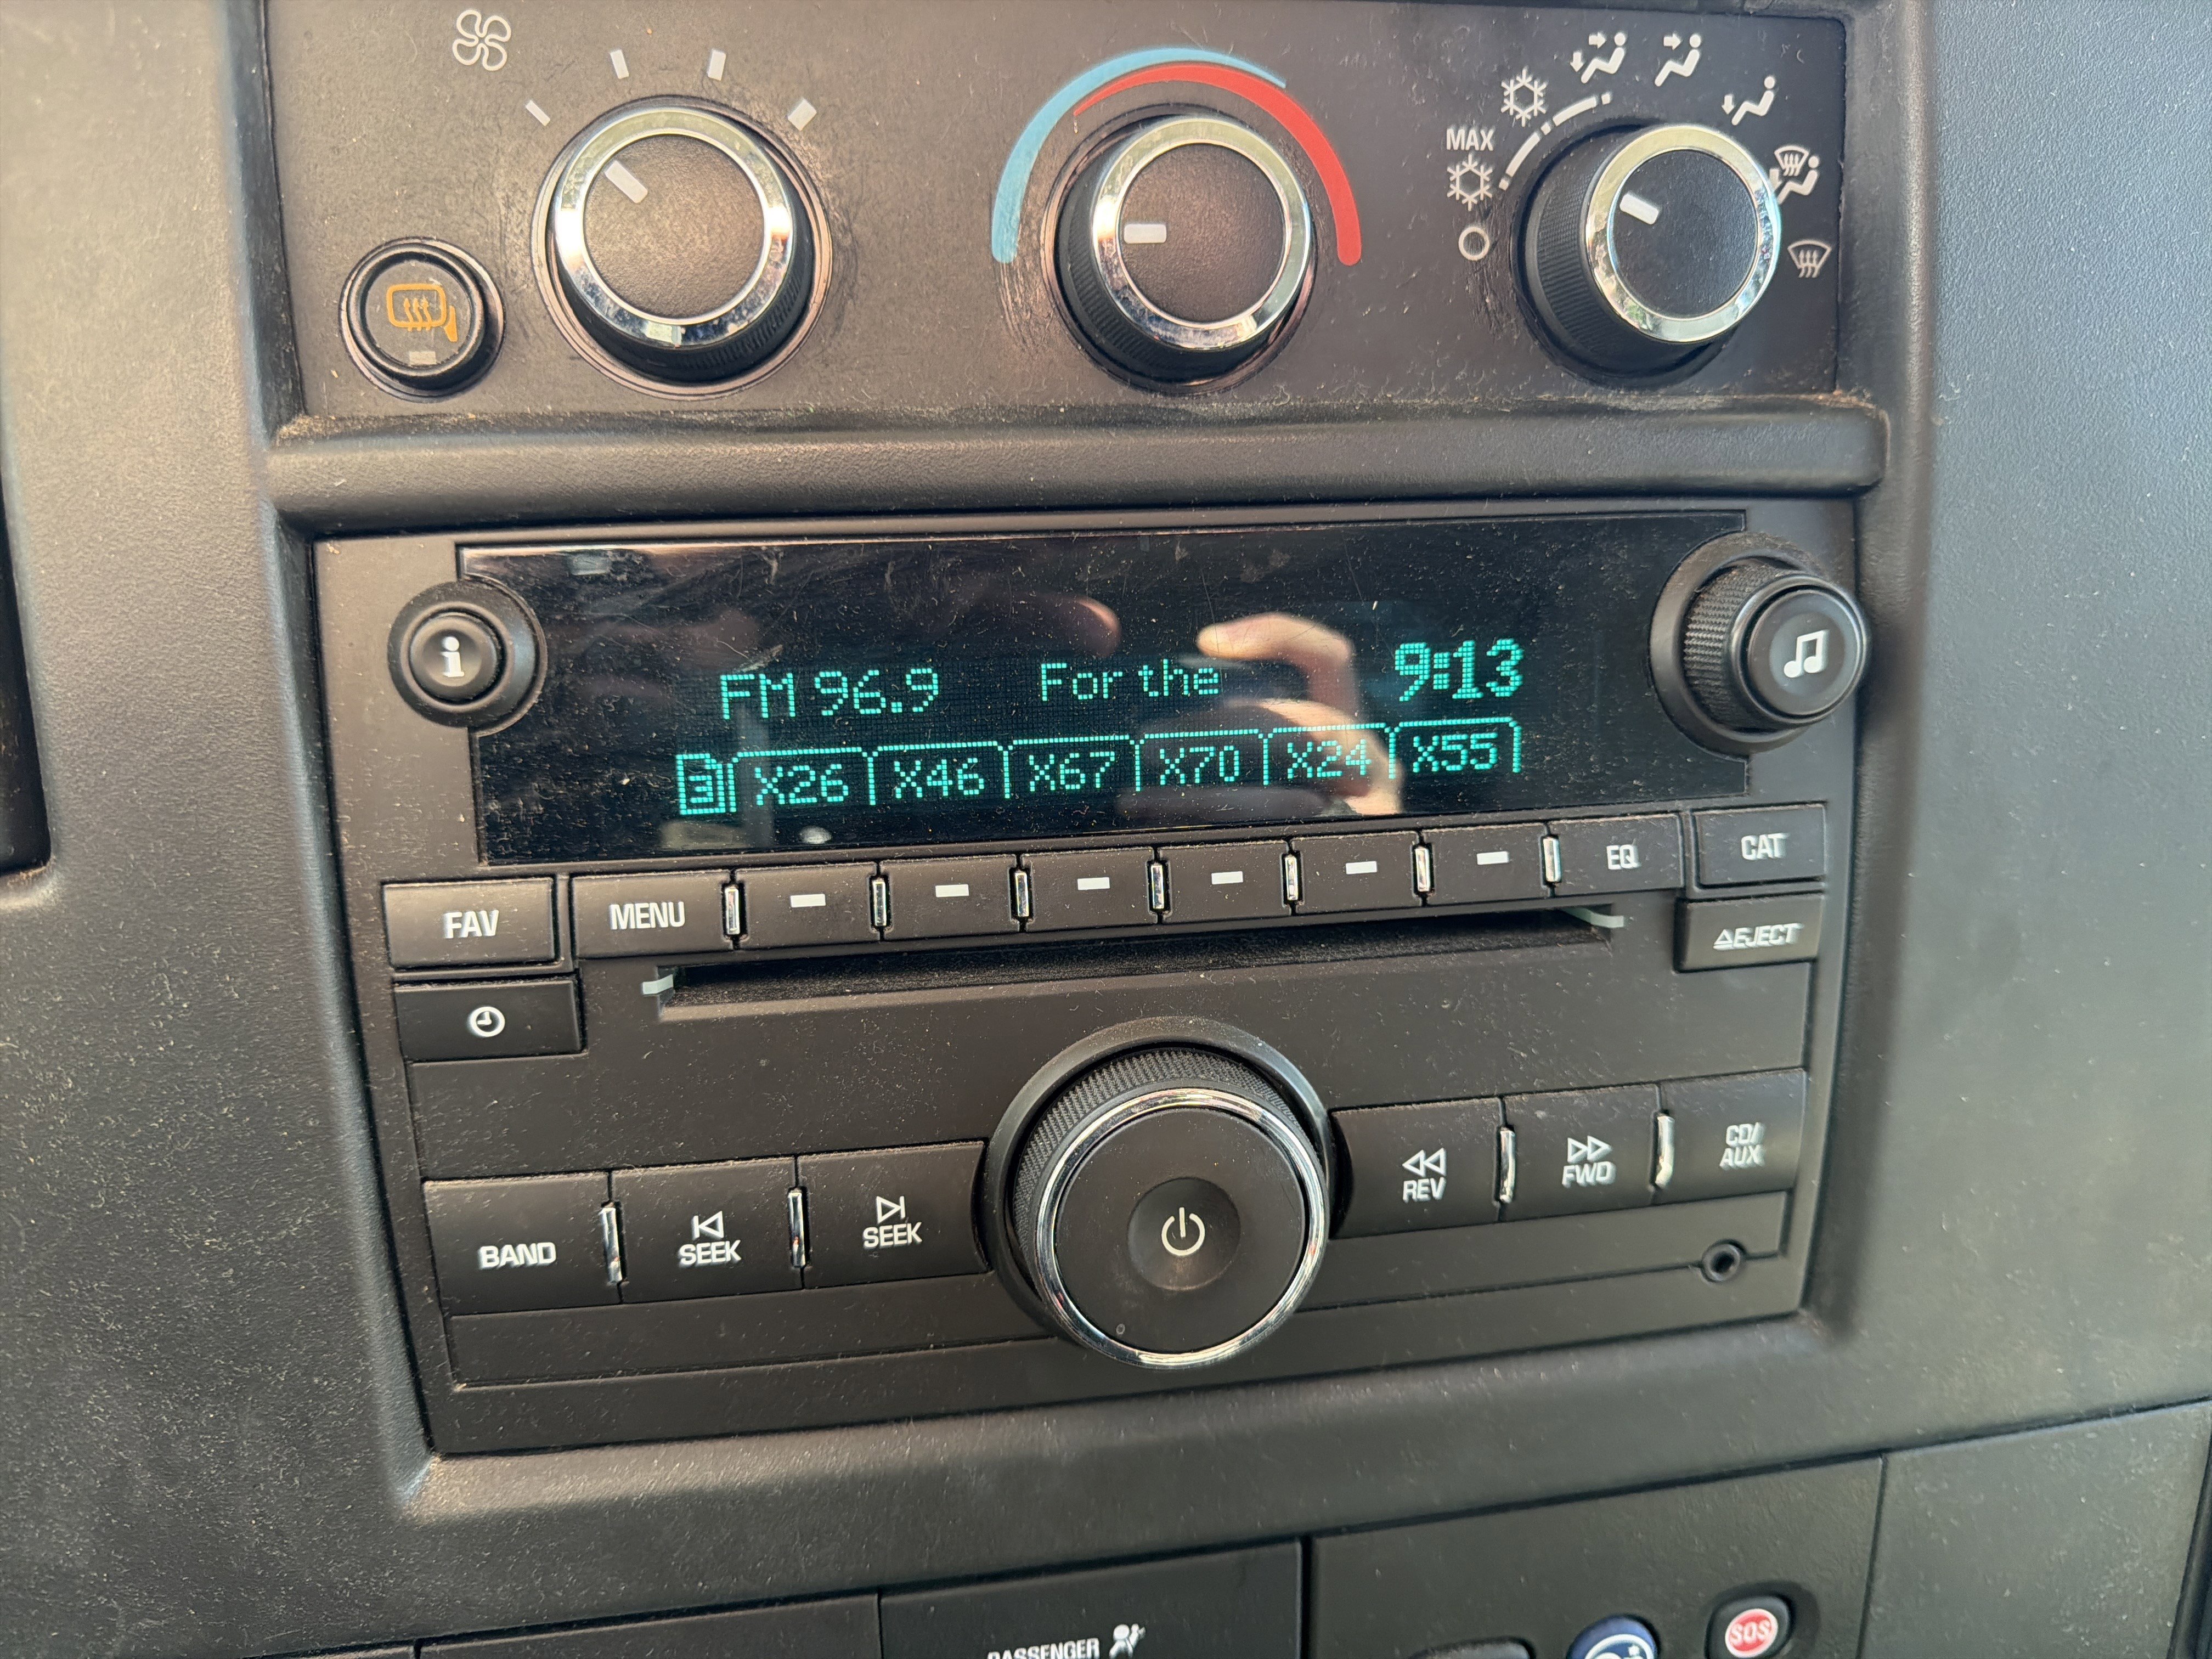 MAX
FM 96.9 For the 9:13
3 X26 X46 X67 X70 X24 X55
FAV MENU EQ CAT
EJECT
BAND SEEK SEEK REV FWD CD/
AUX
PASSENGER
SOS